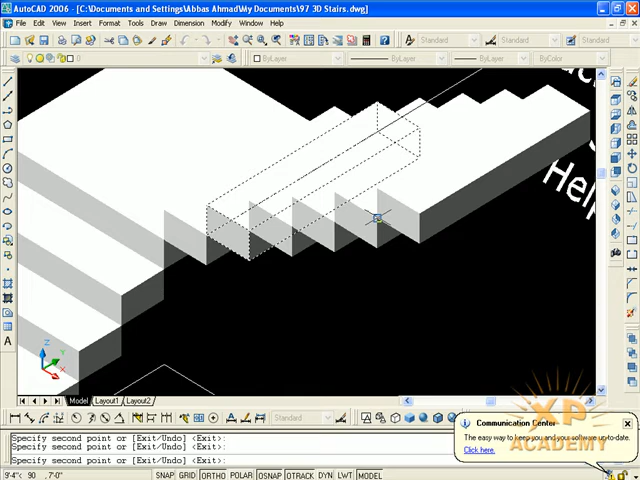 AutoCAD 2006 - [C:\Documents and Settings\Abbas Ahmad\My Documents\97 3D Stairs.dwg]
File Edit View Insert Format Tools Draw Dimension Modify Window Help
Standard Standard Standard
0 ByLayer ByLayer ByLayer ByColor
Help
Z
Y
X
Model Layout1 Layout2
Standard
Communication Center
The easy way to keep you and your software up-to-date.
Click here.
XP
ACADEMY
Specify second point or [Exit/Undo] <Exit>:
Specify second point or [Exit/Undo] <Exit>:
Specify second point or [Exit/Undo] <Exit>:
SNAP GRID ORTHO POLAR OSNAP OTRACK DYN LWT MODEL